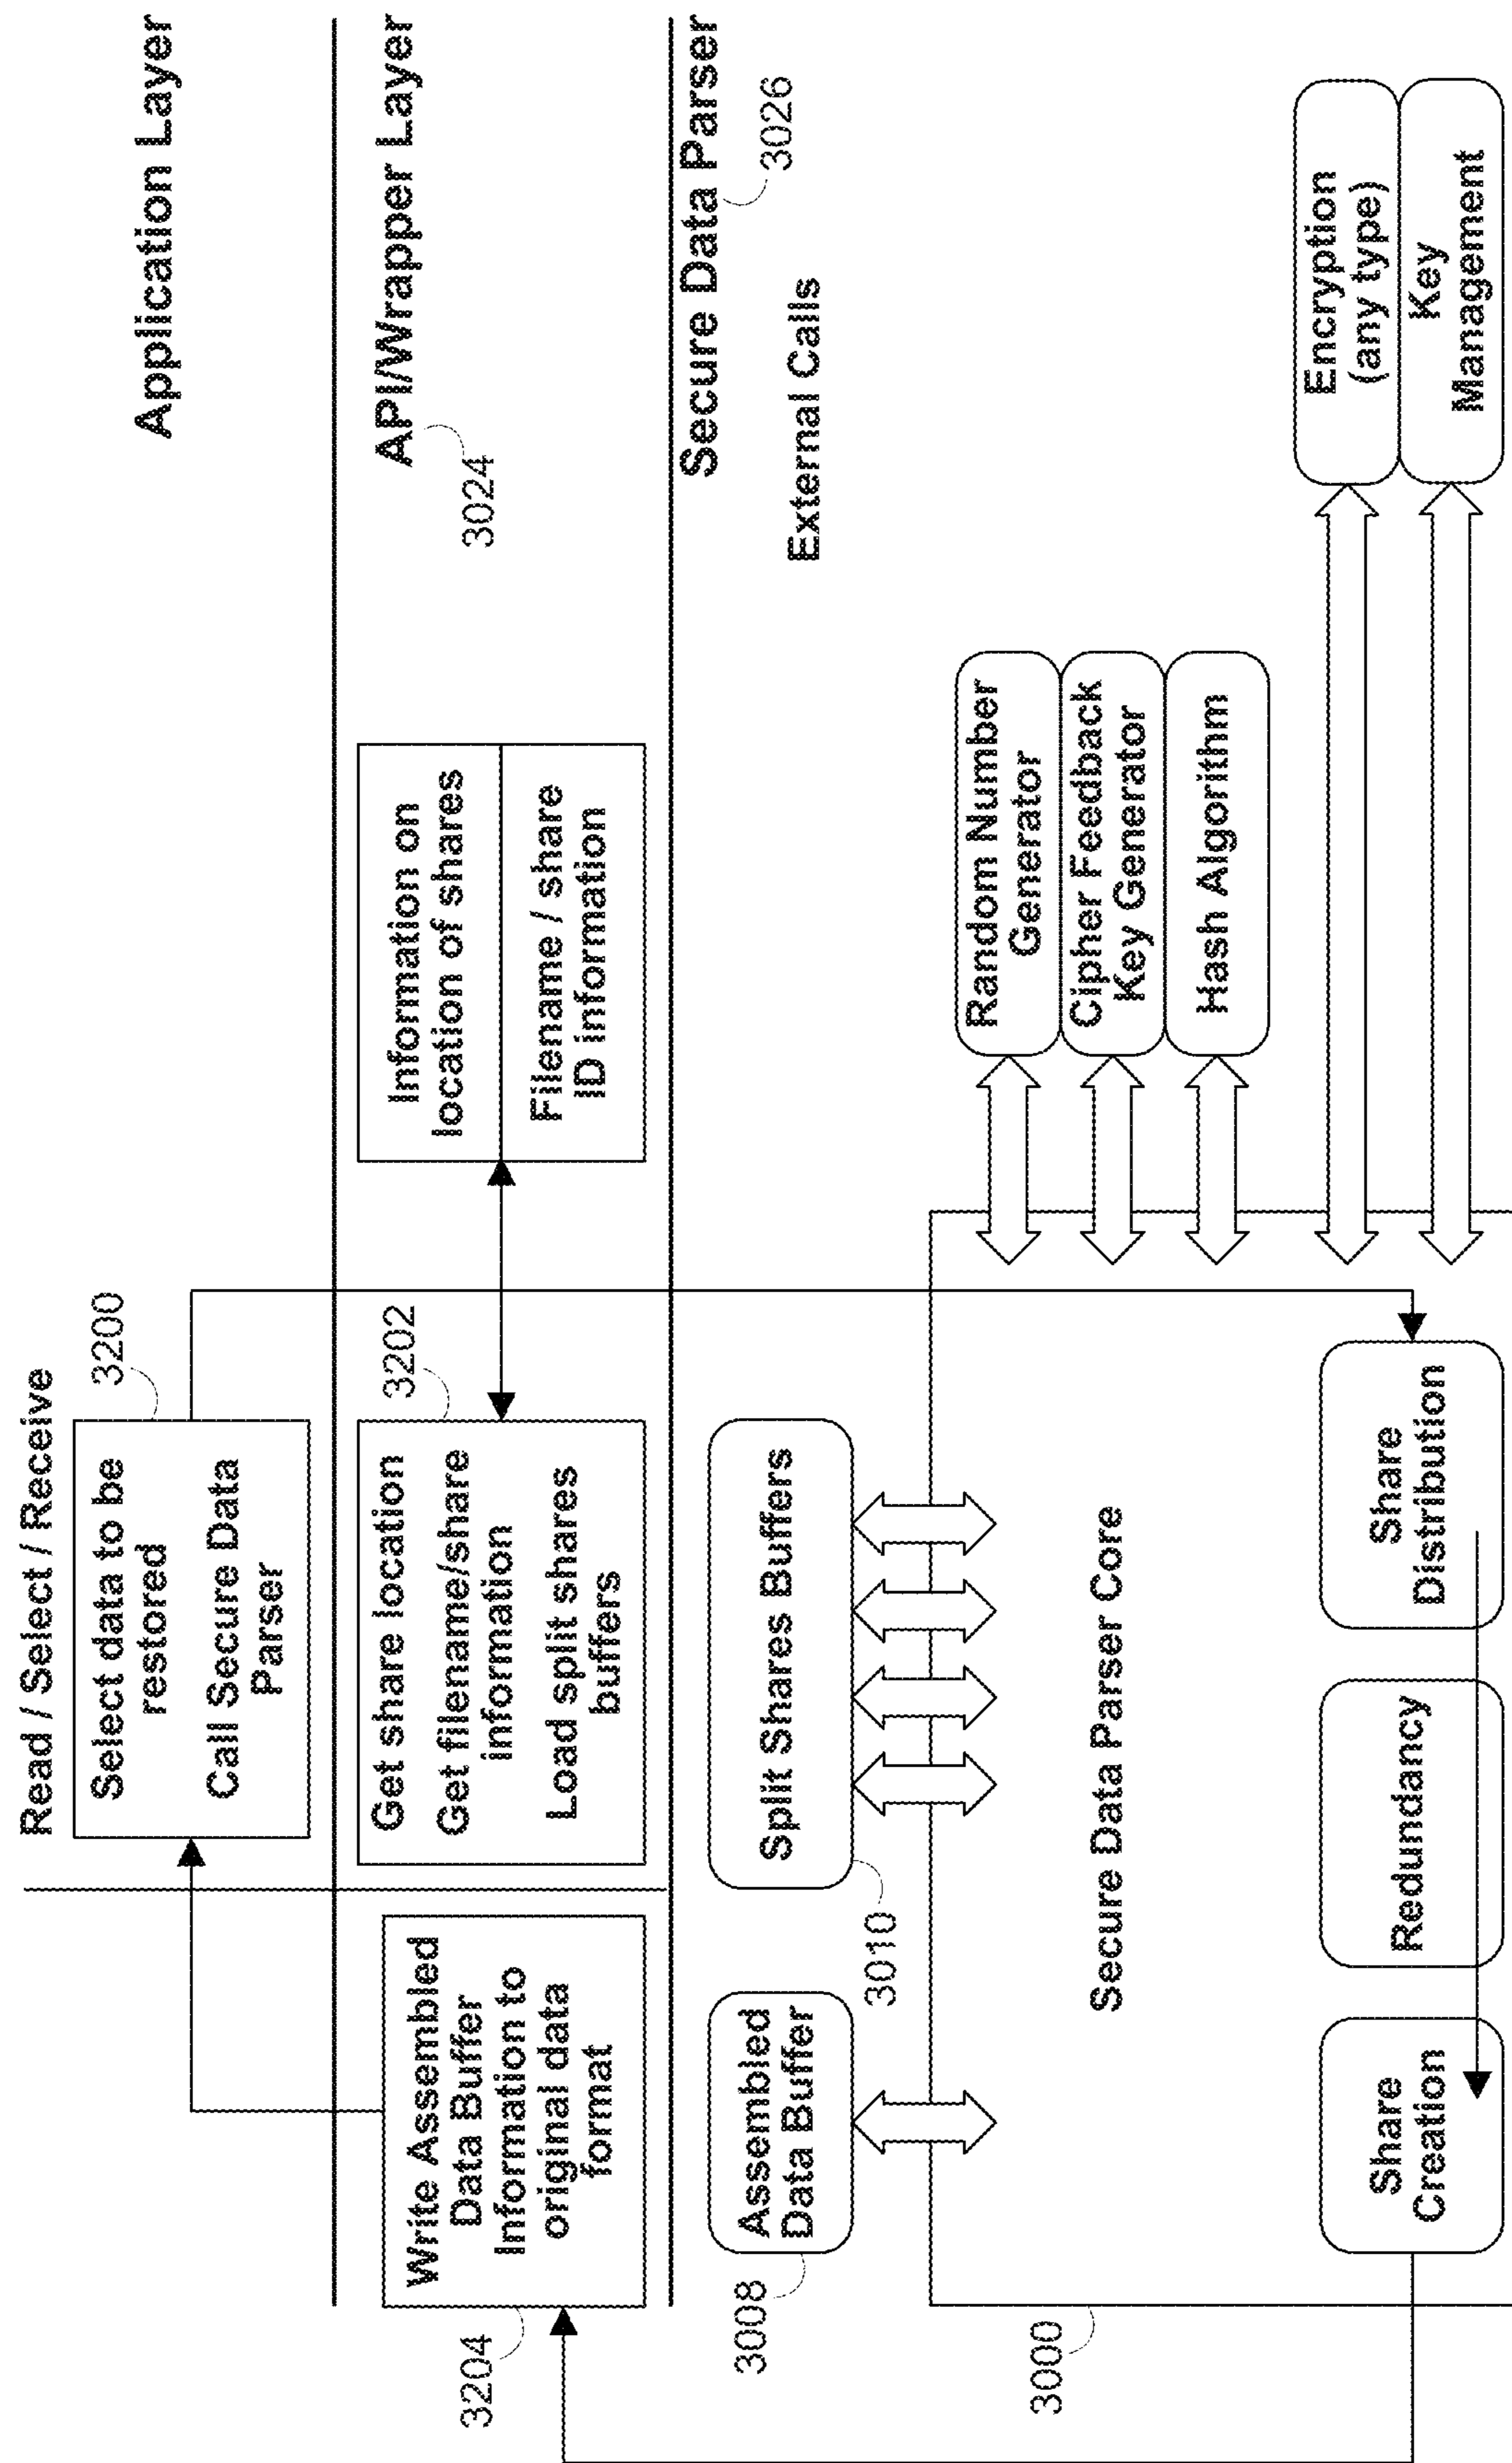 Read / Select / Receive
Application Layer
3200
Select data to be
restored
Call Secure Data
Parser
API/Wrapper Layer
3024
3204
Write Assembled
Data Buffer
Information to
original data
format
3202
Get share location
Get filename/share
information
Load split shares
buffers
Information on
location of shares
Filename / share
ID information
Secure Data Parser
3026
External Calls
3008
Assembled
Data Buffer
3010
Split Shares Buffers
3000
Secure Data Parser Core
Random Number
Generator
Cipher Feedback
Key Generator
Hash Algorithm
Share
Creation
Redundancy
Share
Distribution
Encryption
(any type)
Key
Management